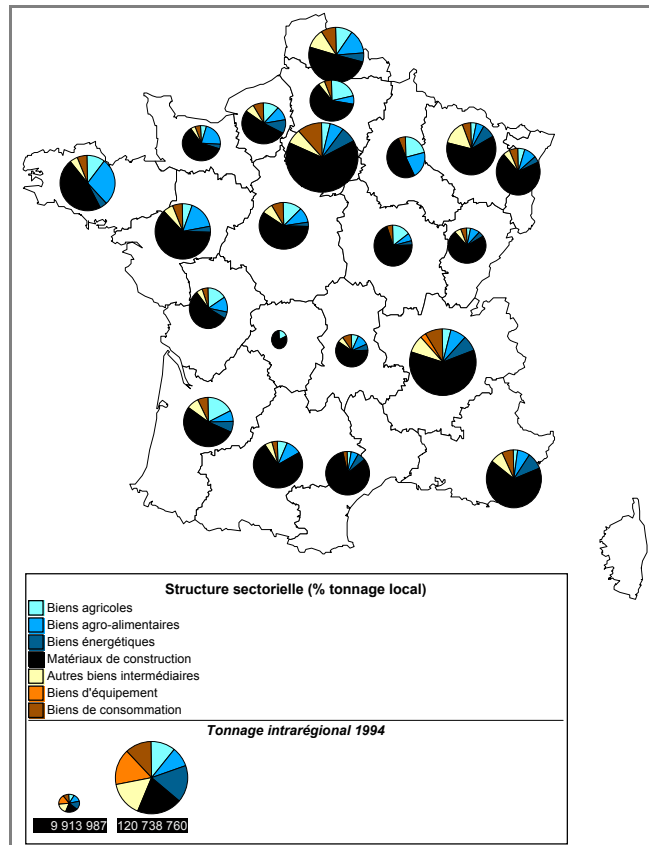 Structure sectorielle (% tonnage local)
Biens agricoles
Biens agro-alimentaires
Biens énergétiques
Matériaux de construction
Autres biens intermédiaires
Biens d'équipement
Biens de consommation
Tonnage intrarégional 1994
9 913 987 120 738 760